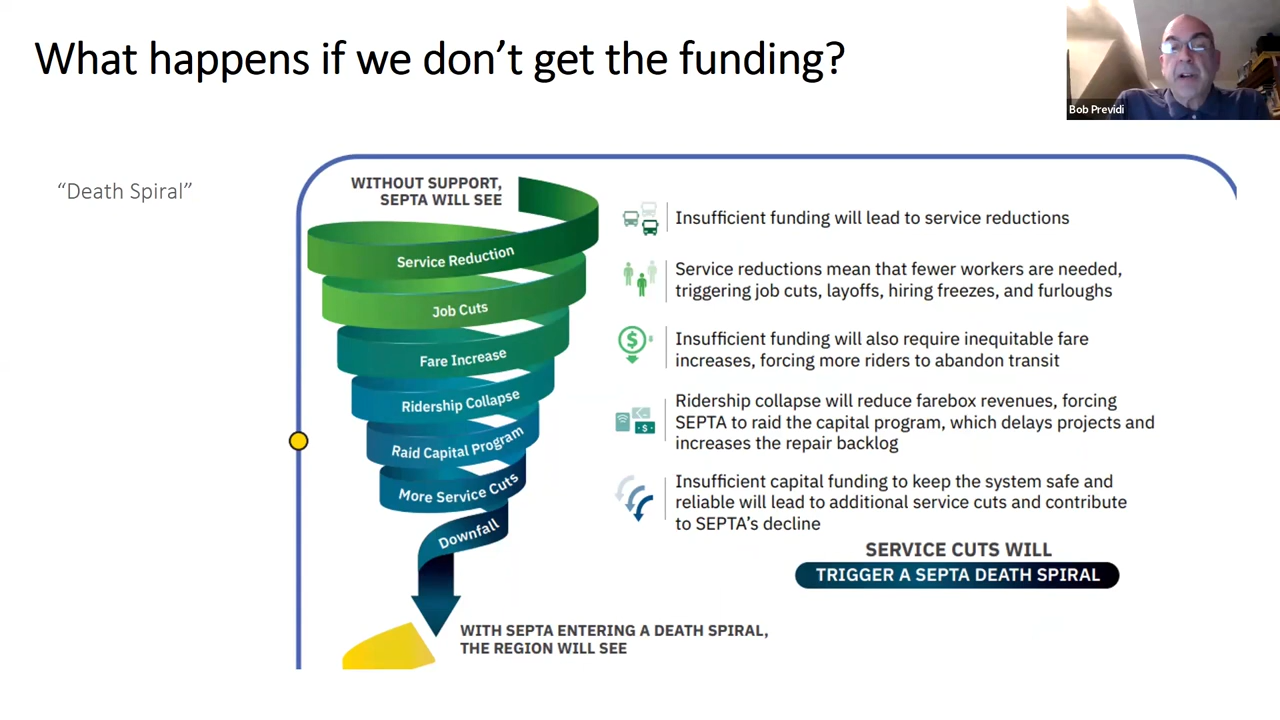 What happens if we don't get the funding?
Bob Previdi
“Death Spiral”
WITHOUT SUPPORT,
SEPTA WILL SEE
Service Reduction
Job Cuts
Fare Increase
Ridership Collapse
Raid Capital Program
More Service Cuts
Downfall
Insufficient funding will lead to service reductions
Service reductions mean that fewer workers are needed,
triggering job cuts, layoffs, hiring freezes, and furloughs
$
Insufficient funding will also require inequitable fare
increases, forcing more riders to abandon transit
$
Ridership collapse will reduce farebox revenues, forcing
SEPTA to raid the capital program, which delays projects and
increases the repair backlog
Insufficient capital funding to keep the system safe and
reliable will lead to additional service cuts and contribute
to SEPTA's decline
SERVICE CUTS WILL
TRIGGER A SEPTA DEATH SPIRAL
WITH SEPTA ENTERING A DEATH SPIRAL,
THE REGION WILL SEE